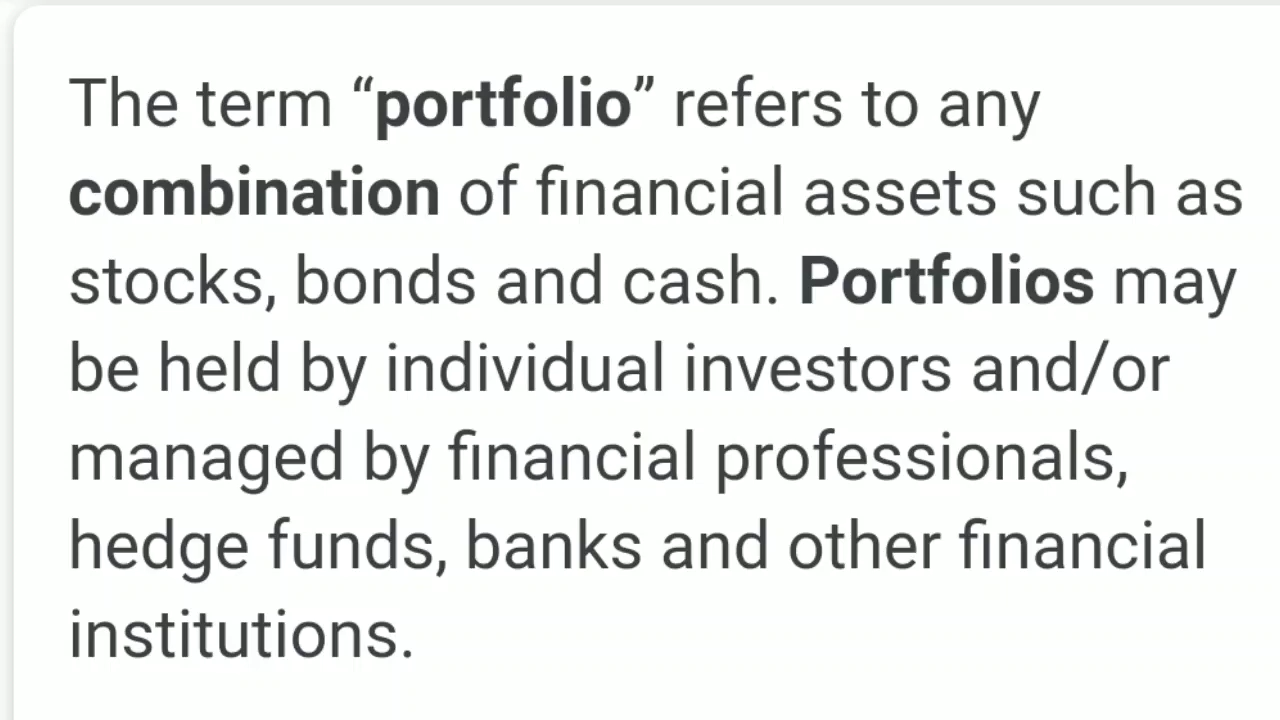 The term “portfolio” refers to any
combination of financial assets such as
stocks, bonds and cash. Portfolios may
be held by individual investors and/or
managed by financial professionals,
hedge funds, banks and other financial
institutions.